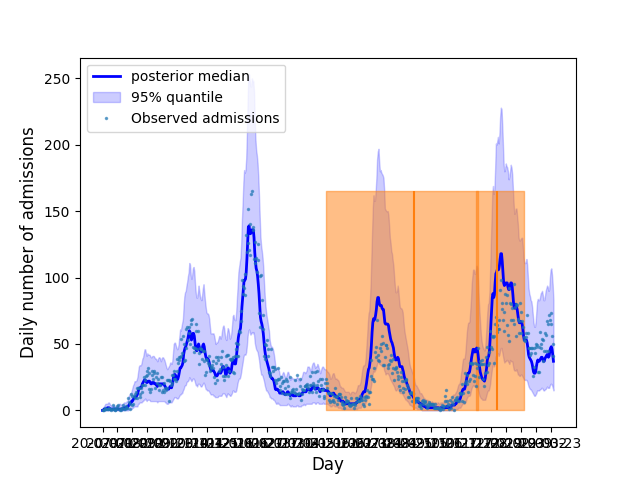 posterior median
95% quantile
Observed admissions
Daily number of admissions
250
200
150
100
50
0
Day